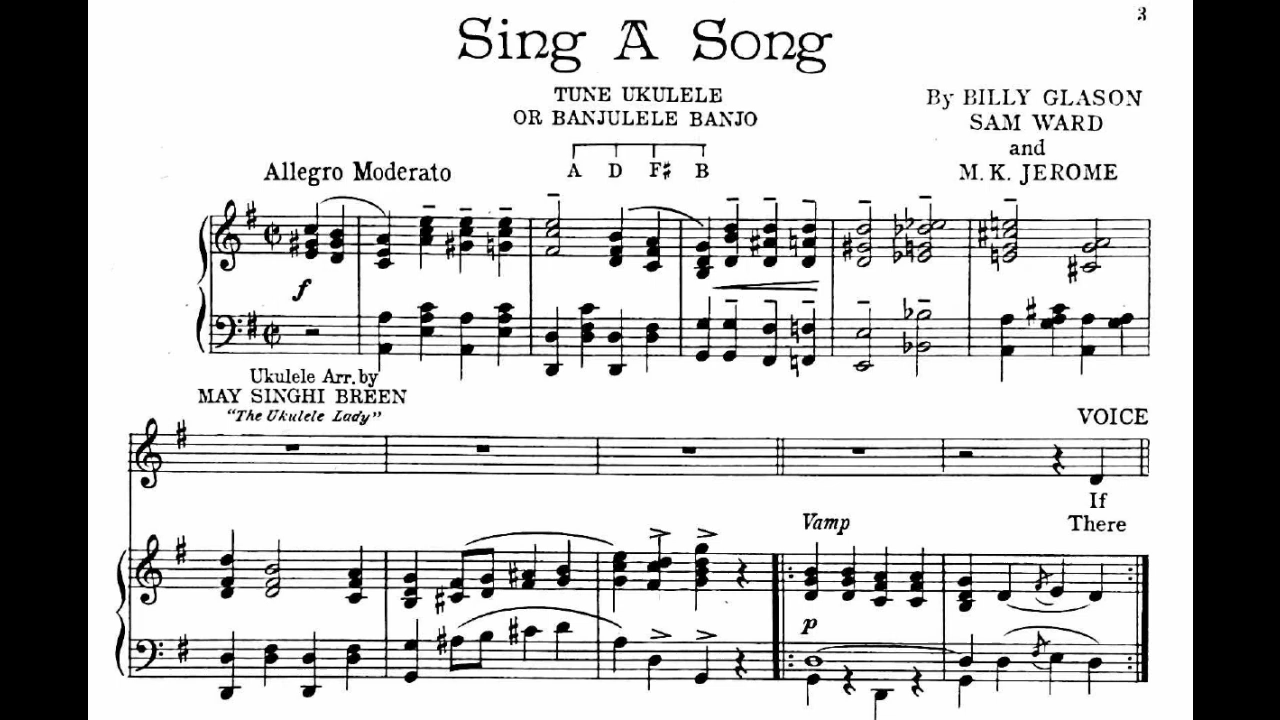 3
Sing A Song
TUNE UKULELE
OR BANJULELE BANJO
A D F♯ B
By BILLY GLASON
SAM WARD
and
M. K. JEROME
Allegro Moderato
f
Ukulele Arr. by
MAY SINGHI BREEN
"The Ukulele Lady"
VOICE
If
There
Vamp
p